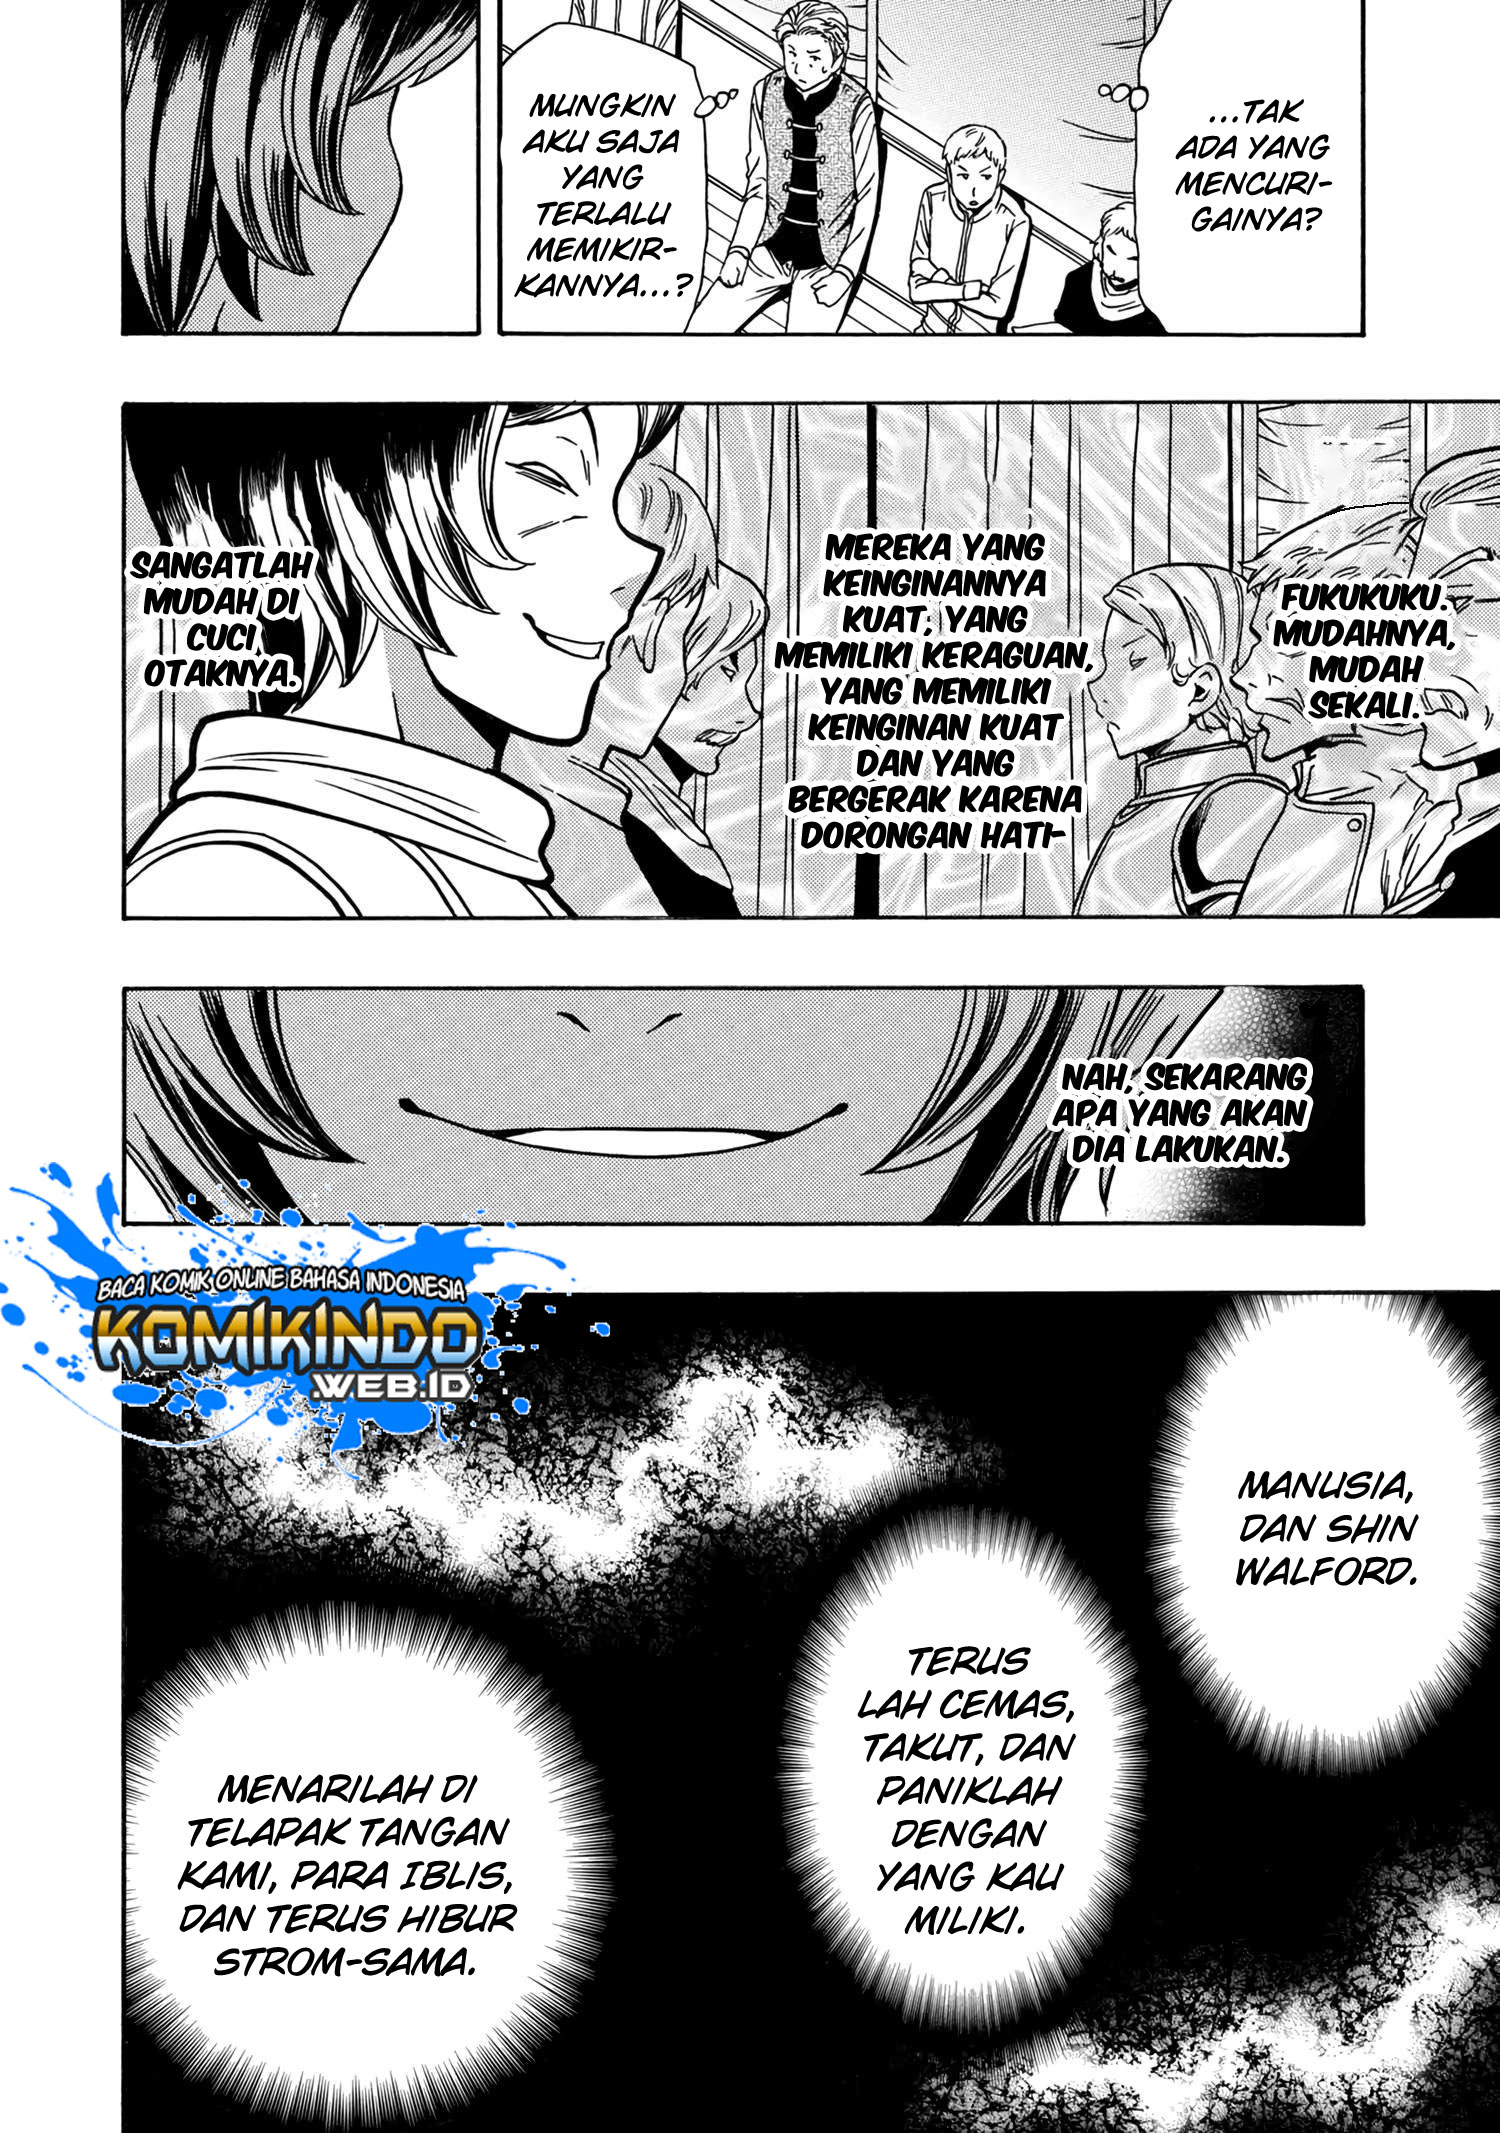 ...TAK
ADA YANG
MENCURI-
GAINYA?
MUNGKIN
AKU SAJA
YANG
TERLALU
MEMIKIR-
KANNYA...?
FUKUKUKU.
MUDAHNYA,
MUDAH
SEKALI.
MEREKA YANG
KEINGINANNYA
KUAT, YANG
MEMILIKI KERAGUAN,
YANG MEMILIKI
KEINGINAN KUAT
DAN YANG
BERGERAK KARENA
DORONGAN HATI-
SANGATLAH
MUDAH DI
CUCI
OTAKNYA.
NAH, SEKARANG
APA YANG AKAN
DIA LAKUKAN.
BACA KOMIK ONLINE BAHASA INDONESIA
KOMIKINDO
.WEB.ID
MANUSIA,
DAN SHIN
WALFORD.
TERUS
LAH CEMAS,
TAKUT, DAN
PANIKLAH
DENGAN
YANG KAU
MILIKI.
MENARILAH DI
TELAPAK TANGAN
KAMI, PARA IBLIS,
DAN TERUS HIBUR
STROM-SAMA.